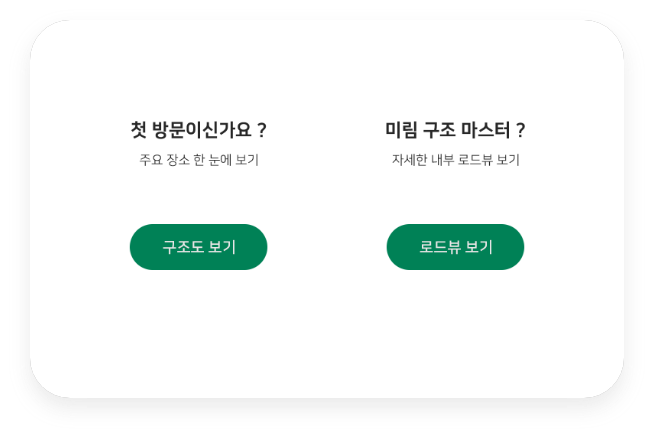 첫 방문이신가요 ?
주요 장소 한 눈에 보기
구조도 보기
미림 구조 마스터 ?
자세한 내부 로드뷰 보기
로드뷰 보기